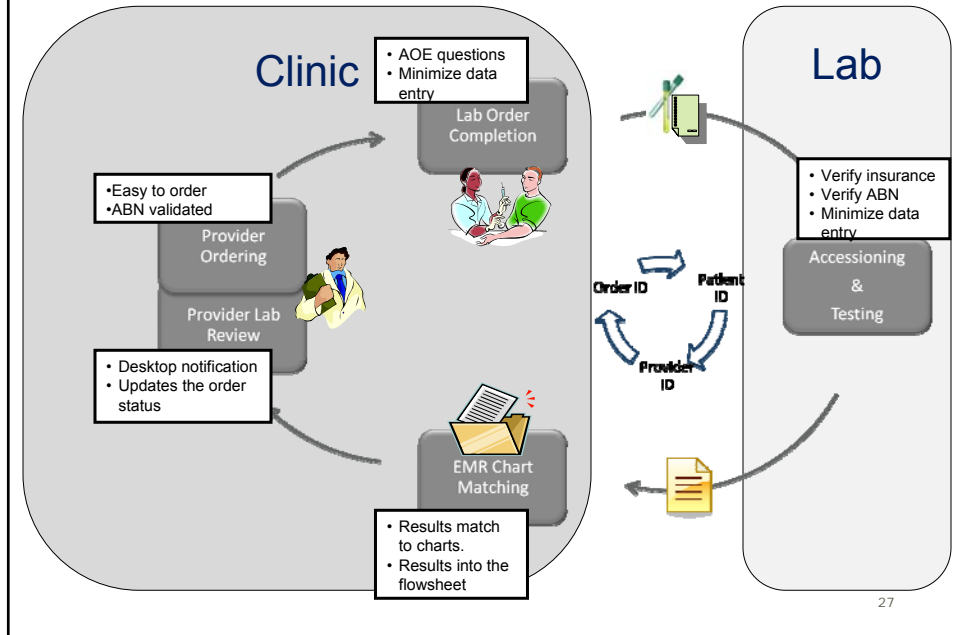 Clinic
• AOE questions
• Minimize data
entry
Lab Order
Completion
•Easy to order
•ABN validated
Provider
Ordering
Provider Lab
Review
• Desktop notification
• Updates the order
status
EMR Chart
Matching
• Results match
to charts.
• Results into the
flowsheet
Order ID
Patient
ID
Provider
ID
Lab
• Verify insurance
• Verify ABN
• Minimize data
entry
Accessioning
&
Testing
27